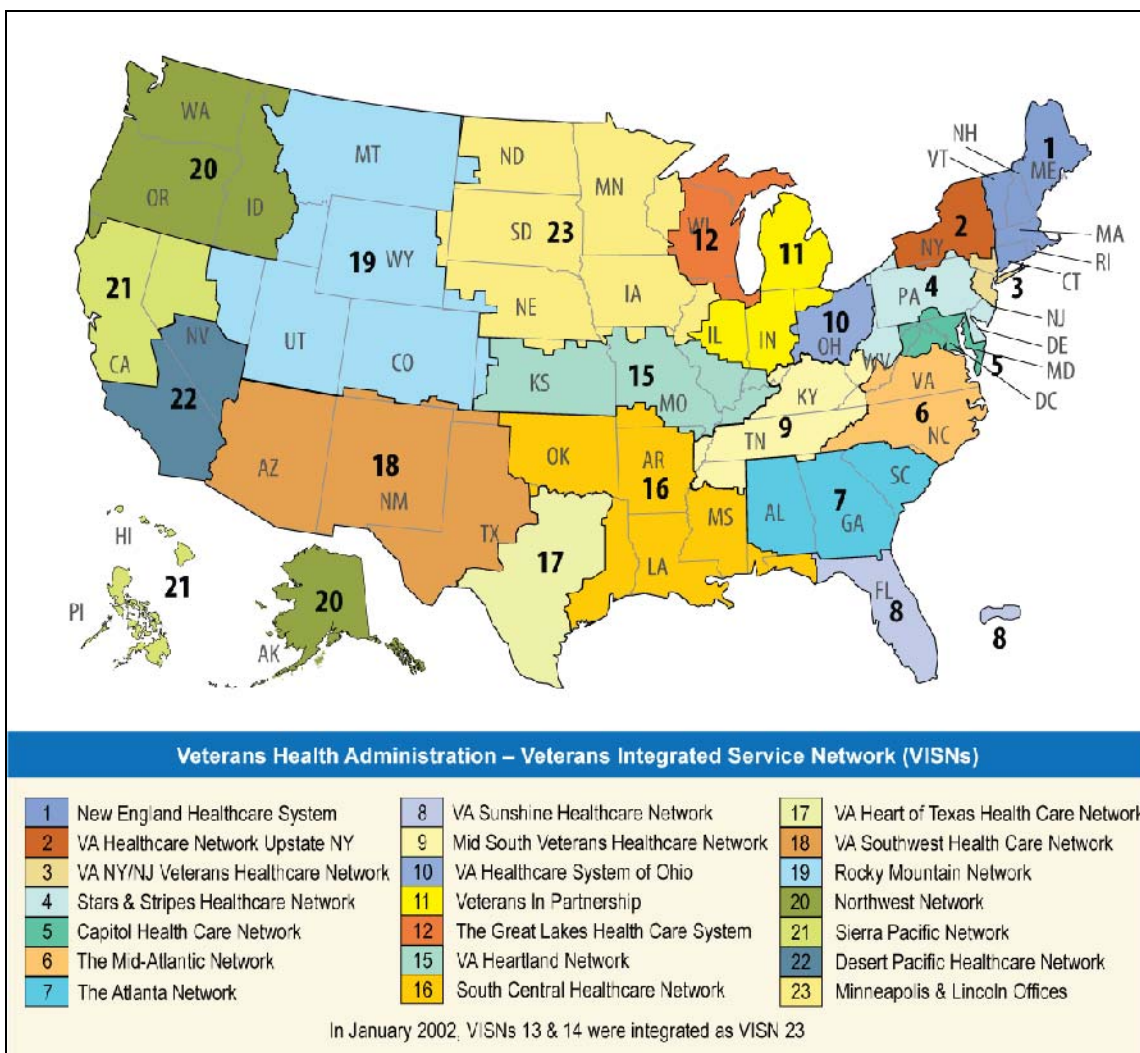 WA
MT
ND
MN
NH
VT
1
ME
20
OR
ID
SD
23
WI
12
11
2
NY
MA
RI
CT
19
WY
21
NE
IA
4
PA
3
NJ
NV
UT
CO
IL
IN
10
OH
DE
MD
CA
22
KS
15
MO
WV
VA
5
DC
KY
6
NC
TN
9
AZ
18
NM
OK
AR
16
SC
AL
7
GA
MS
TX
17
LA
HI
21
PI
20
AK
FL
8
8
Veterans Health Administration – Veterans Integrated Service Network (VISNs)
1 New England Healthcare System
2 VA Healthcare Network Upstate NY
3 VA NY/NJ Veterans Healthcare Network
4 Stars & Stripes Healthcare Network
5 Capitol Health Care Network
6 The Mid-Atlantic Network
7 The Atlanta Network
8 VA Sunshine Healthcare Network
9 Mid South Veterans Healthcare Network
10 VA Healthcare System of Ohio
11 Veterans In Partnership
12 The Great Lakes Health Care System
15 VA Heartland Network
16 South Central Healthcare Network
17 VA Heart of Texas Health Care Network
18 VA Southwest Health Care Network
19 Rocky Mountain Network
20 Northwest Network
21 Sierra Pacific Network
22 Desert Pacific Healthcare Network
23 Minneapolis & Lincoln Offices
In January 2002, VISNs 13 & 14 were integrated as VISN 23